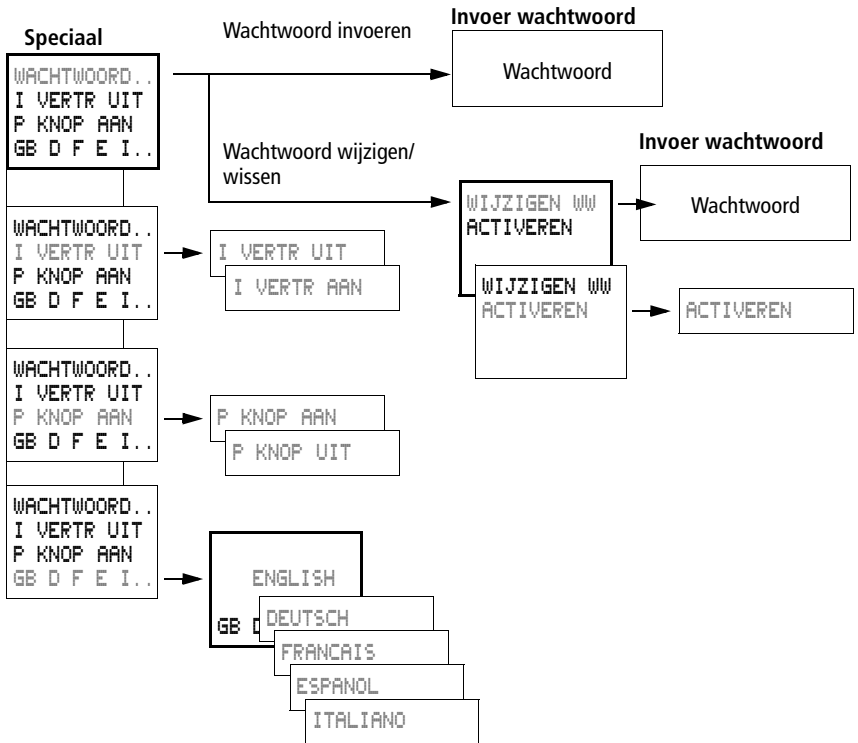 Speciaal
WACHTWOORD..
I VERTR UIT
P KNOP AAN
GB D F E I..
Wachtwoord invoeren
Invoer wachtwoord
Wachtwoord
Wachtwoord wijzigen/
wissen
WIJZIGEN WW
ACTIVEREN
Invoer wachtwoord
Wachtwoord
WIJZIGEN WW
ACTIVEREN
ACTIVEREN
WACHTWOORD..
I VERTR UIT
P KNOP AAN
GB D F E I..
I VERTR UIT
I VERTR AAN
WACHTWOORD..
I VERTR UIT
P KNOP AAN
GB D F E I..
P KNOP AAN
P KNOP UIT
WACHTWOORD..
I VERTR UIT
P KNOP AAN
GB D F E I..
ENGLISH
GB D
DEUTSCH
FRANCAIS
ESPANOL
ITALIANO